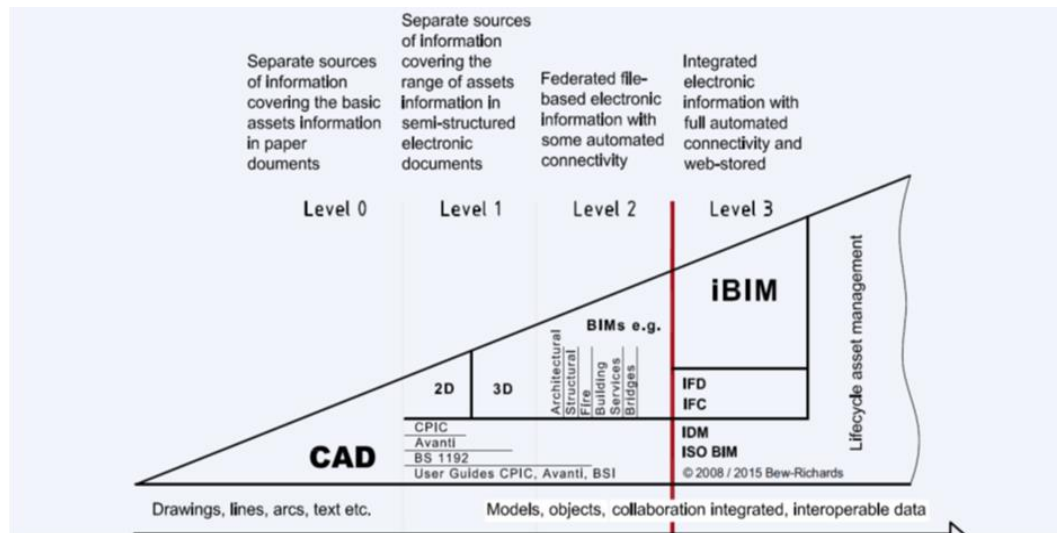 Separate sources
of information
covering the basic
assets information
in paper
douments
Separate sources
of information
covering the
range of assets
information in
semi-structured
electronic
documents
Federated file-
based electronic
information with
some automated
connectivity
Integrated
electronic
information with
full automated
connectivity and
web-stored
Level 0
Level 1
Level 2
Level 3
iBIM
BIMs e.g.
2D
3D
Architectural
Structural
Fire
Building
Services
Bridges
IFD
IFC
CPIC
Avanti
BS 1192
User Guides CPIC, Avanti, BSI
CAD
IDM
ISO BIM
© 2008 / 2015 Bew-Richards
Lifecycle asset management
Drawings, lines, arcs, text etc.
Models, objects, collaboration integrated, interoperable data